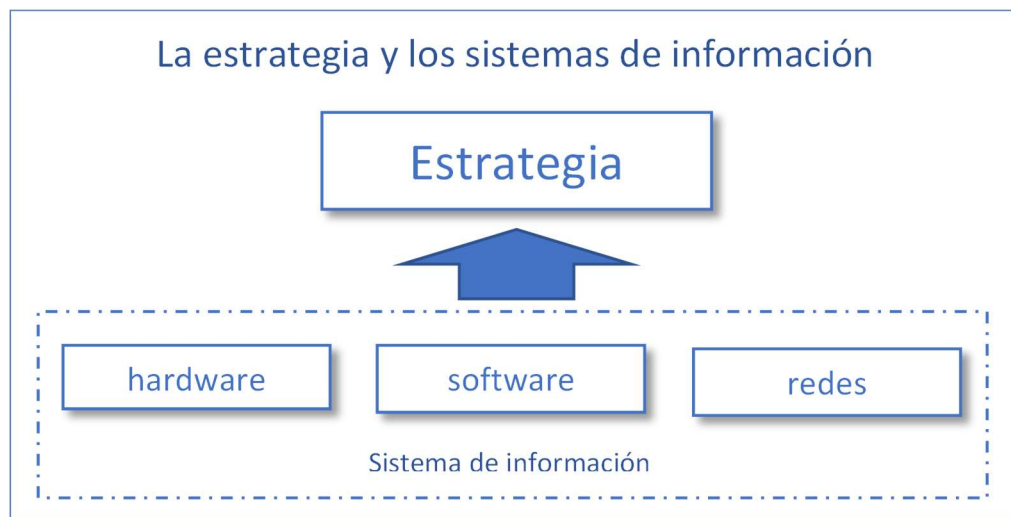 La estrategia y los sistemas de información
Estrategia
hardware
software
redes
Sistema de información